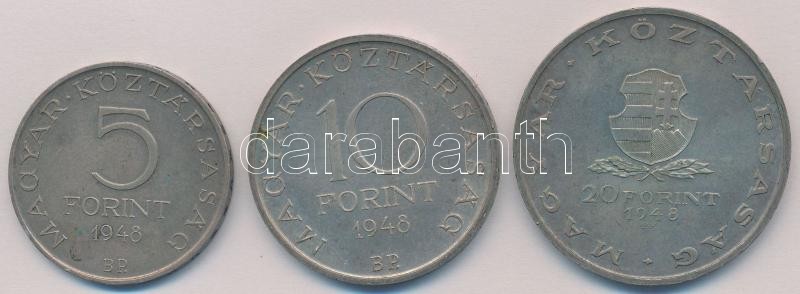 MAGYAR · KÖZTÁRSASÁG
5
FORINT
1948
BP.
MAGYAR · KÖZTÁRSASÁG
10
FORINT
1948
BP.
MAGYAR · KÖZTÁRSASÁG
20 FORINT
1948
darabanth